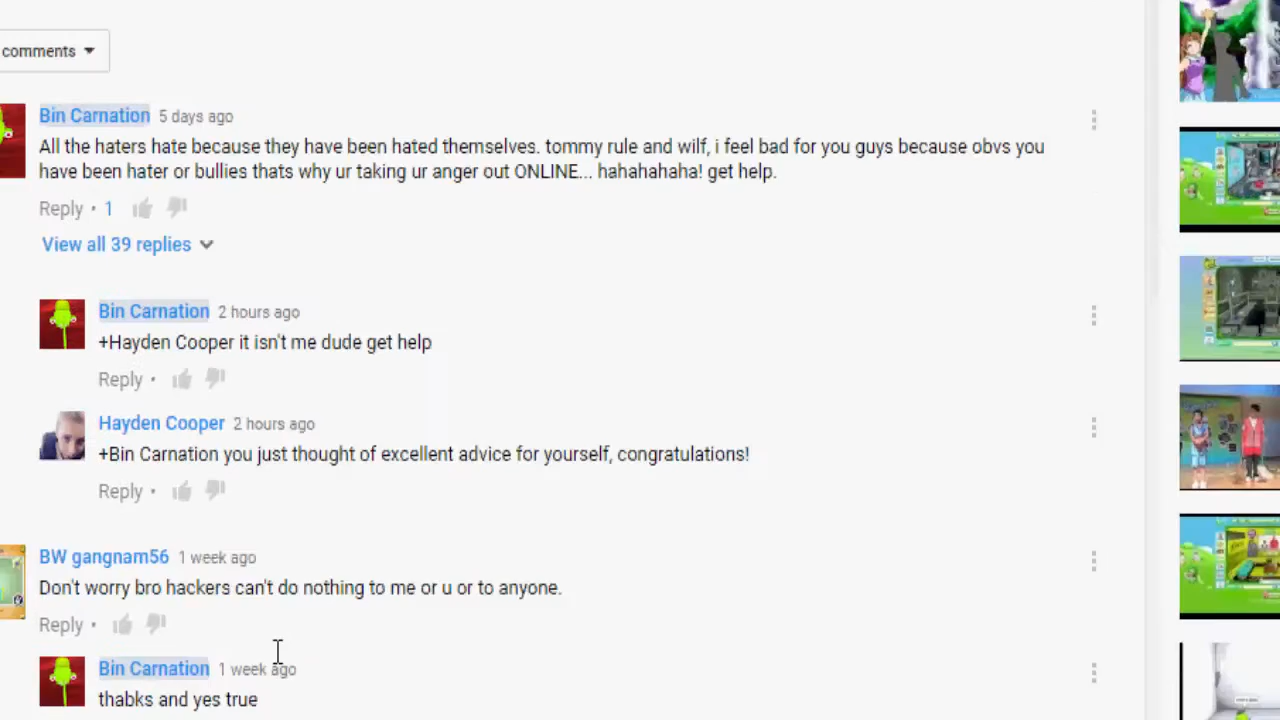 comments
Bin Carnation 5 days ago
All the haters hate because they have been hated themselves. tommy rule and wilf, i feel bad for you guys because obvs you
have been hater or bullies thats why ur taking ur anger out ONLINE... hahahahaha! get help.
Reply • 1
View all 39 replies
Bin Carnation 2 hours ago
+Hayden Cooper it isn't me dude get help
Reply •
Hayden Cooper 2 hours ago
+Bin Carnation you just thought of excellent advice for yourself, congratulations!
Reply •
BW gangnam56 1 week ago
Don't worry bro hackers can't do nothing to me or u or to anyone.
Reply •
Bin Carnation 1 week ago
thabks and yes true